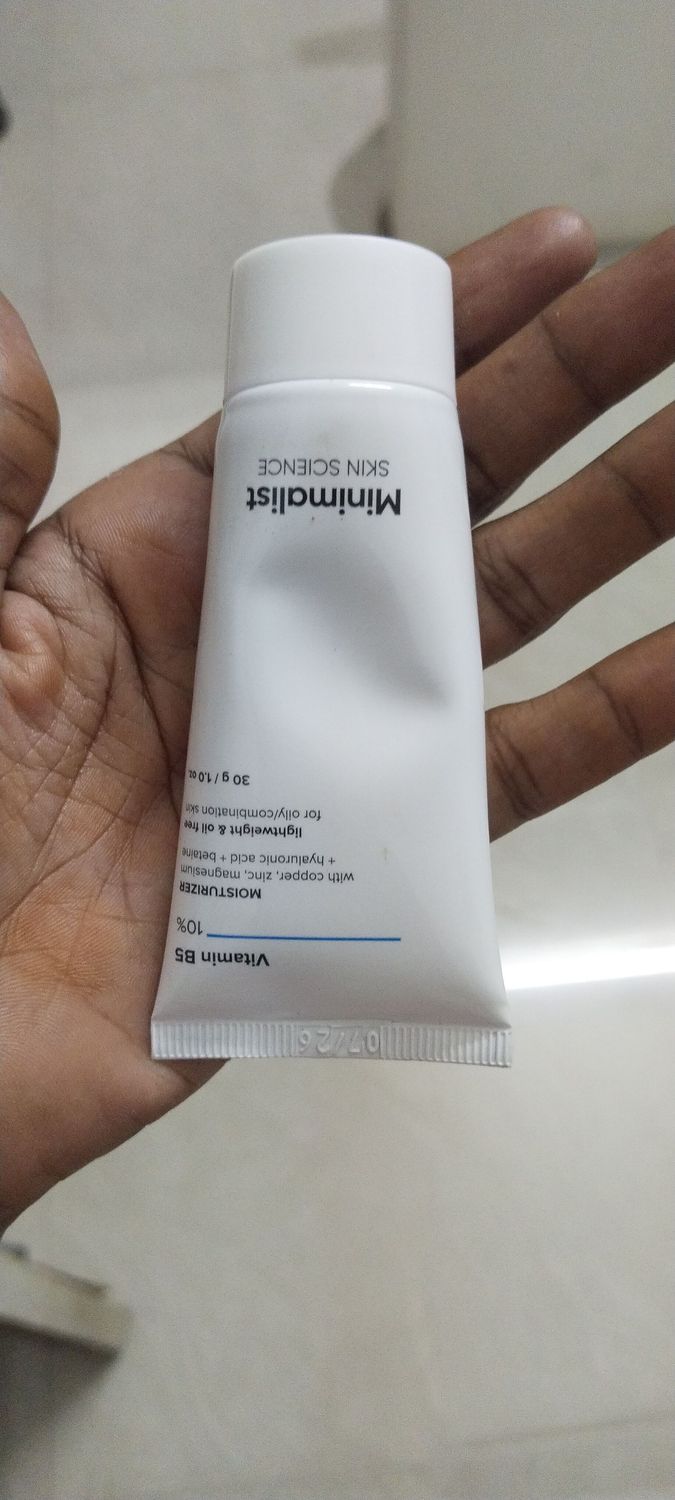 07/26
Vitamin B5
10%
MOISTURIZER
with copper, zinc, magnesium
+ hyaluronic acid + betaine
lightweight & oil free
for oily/combination skin
30 g / 1.0 oz.
Minimalist
SKIN SCIENCE